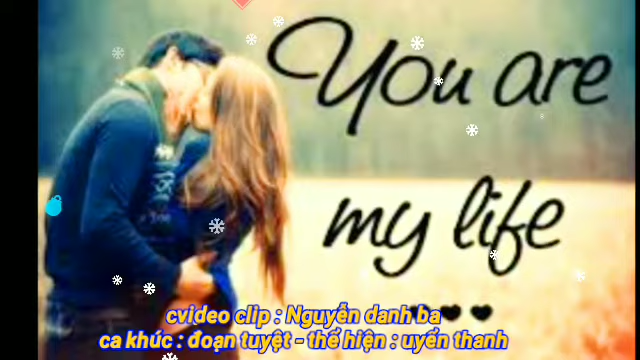 You are
my life
cvideo clip : Nguyễn danh ba
ca khúc : đoạn tuyệt - thể hiện : uyển thanh